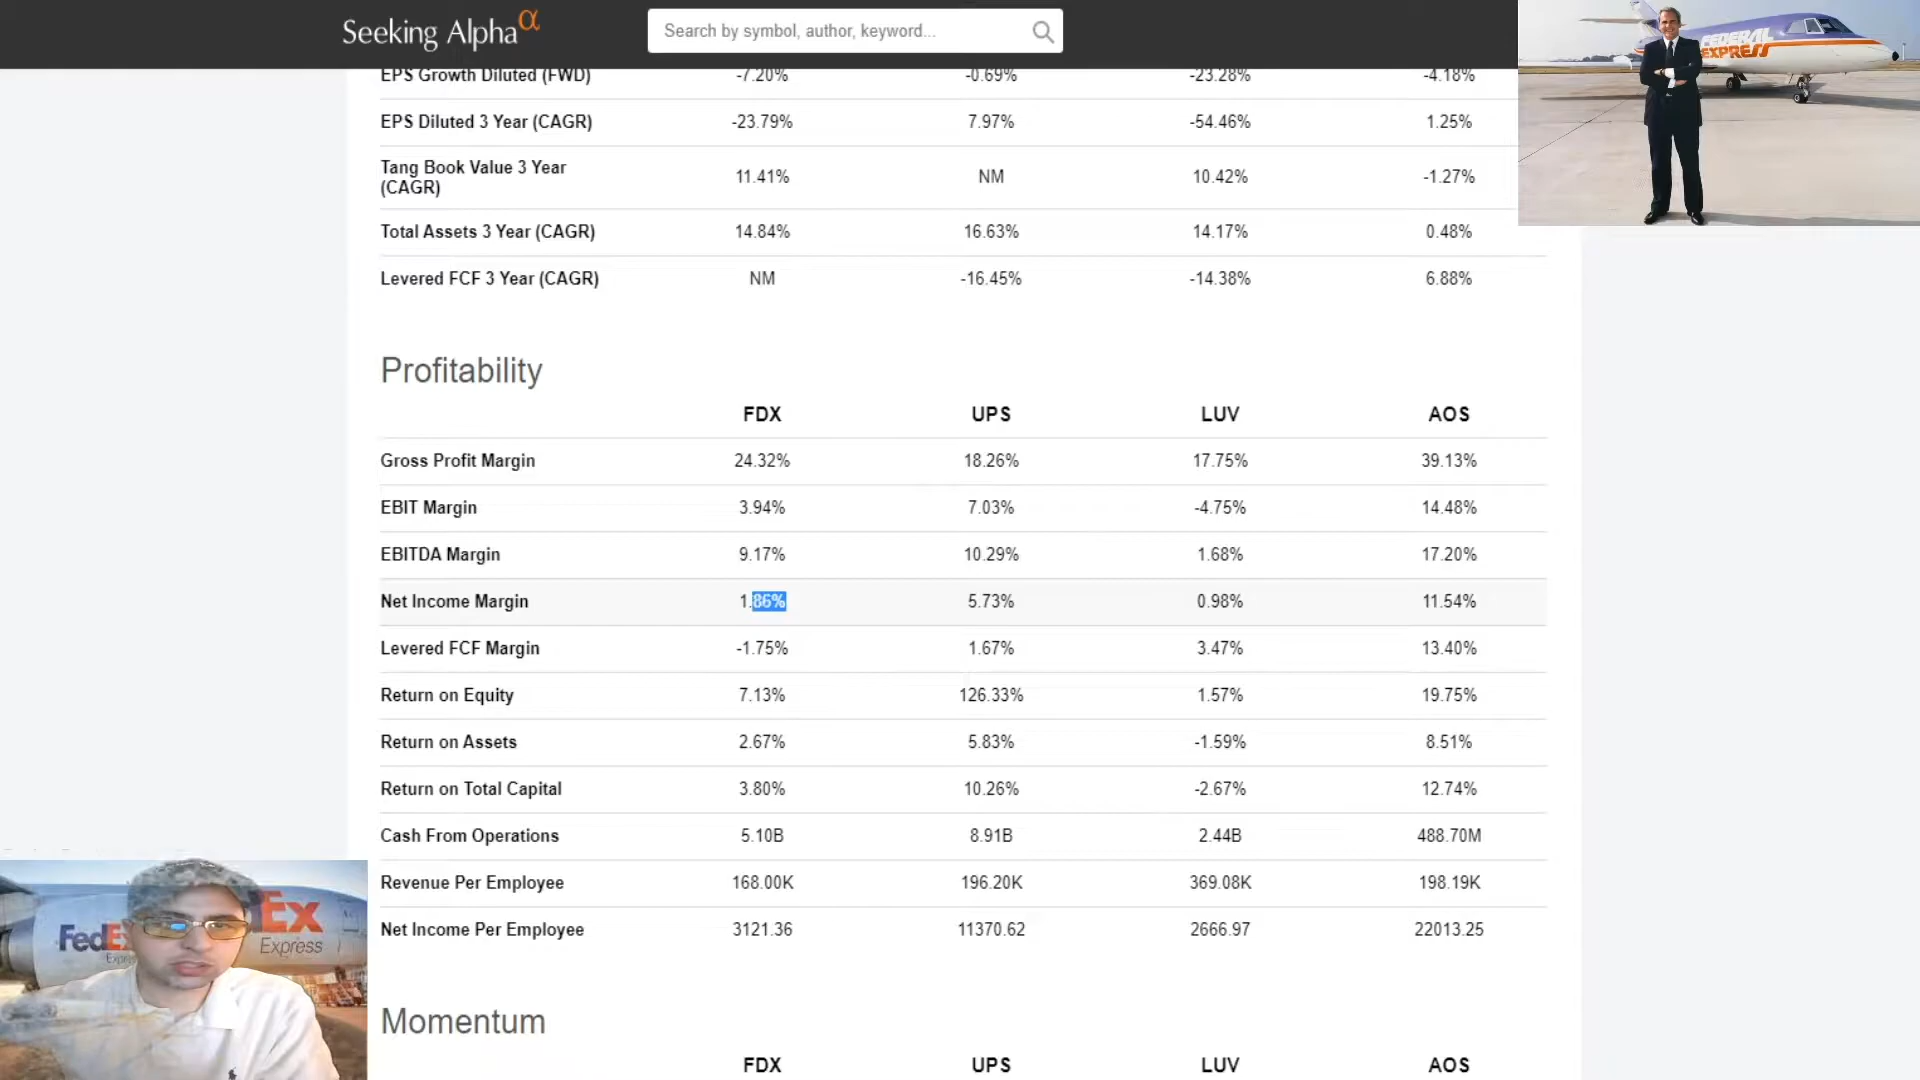 Seeking Alpha α
Search by symbol, author, keyword...
FEDERAL
EXPRESS
EPS Growth Diluted (FWD) -7.20% -0.69% -23.28% -4.18%
EPS Diluted 3 Year (CAGR) -23.79% 7.97% -54.46% 1.25%
Tang Book Value 3 Year
(CAGR) 11.41% NM 10.42% -1.27%
Total Assets 3 Year (CAGR) 14.84% 16.63% 14.17% 0.48%
Levered FCF 3 Year (CAGR) NM -16.45% -14.38% 6.88%
Profitability
FDX UPS LUV AOS
Gross Profit Margin 24.32% 18.26% 17.75% 39.13%
EBIT Margin 3.94% 7.03% -4.75% 14.48%
EBITDA Margin 9.17% 10.29% 1.68% 17.20%
Net Income Margin 1.86% 5.73% 0.98% 11.54%
Levered FCF Margin -1.75% 1.67% 3.47% 13.40%
Return on Equity 7.13% 126.33% 1.57% 19.75%
Return on Assets 2.67% 5.83% -1.59% 8.51%
Return on Total Capital 3.80% 10.26% -2.67% 12.74%
Cash From Operations 5.10B 8.91B 2.44B 488.70M
Revenue Per Employee 168.00K 196.20K 369.08K 198.19K
Net Income Per Employee 3121.36 11370.62 2666.97 22013.25
FedEx
Express
Ex
Express
Momentum
FDX UPS LUV AOS